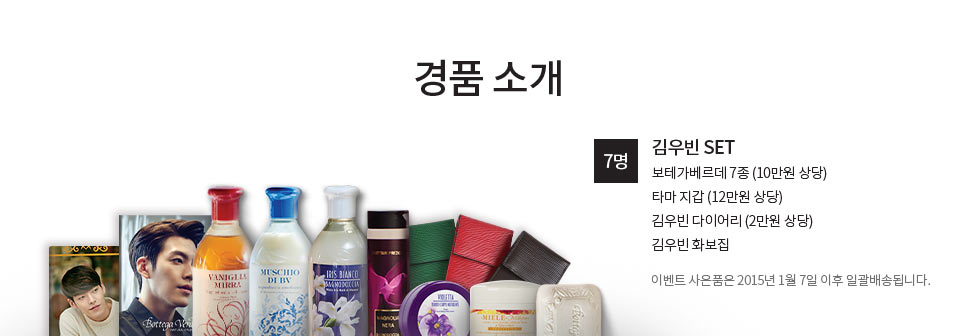 경품 소개
7명
김우빈 SET
보테가베르데 7종 (10만원 상당)
타마 지갑 (12만원 상당)
김우빈 다이어리 (2만원 상당)
김우빈 화보집
이벤트 사은품은 2015년 1월 7일 이후 일괄배송됩니다.
Bottega Verde
VANIGLIA
MIRRA
MUSCHIO
DI BV
IRIS BIANCO
BAGNODOCCIA
NERA
VIOLETTA
MIELE